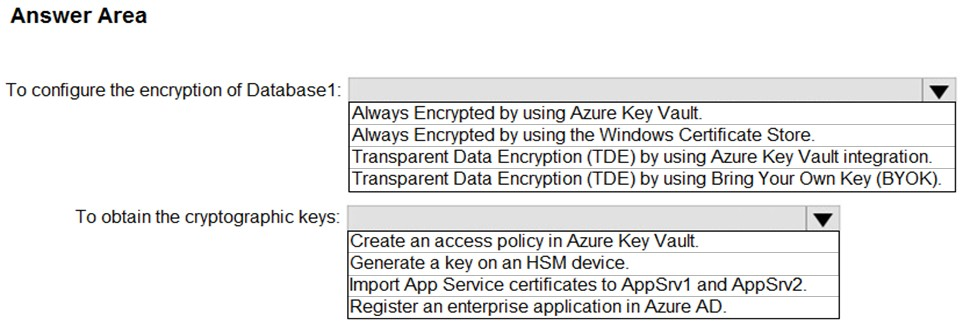 Answer Area
To configure the encryption of Database1:
Always Encrypted by using Azure Key Vault.
Always Encrypted by using the Windows Certificate Store.
Transparent Data Encryption (TDE) by using Azure Key Vault integration.
Transparent Data Encryption (TDE) by using Bring Your Own Key (BYOK).
To obtain the cryptographic keys:
Create an access policy in Azure Key Vault.
Generate a key on an HSM device.
Import App Service certificates to AppSrv1 and AppSrv2.
Register an enterprise application in Azure AD.